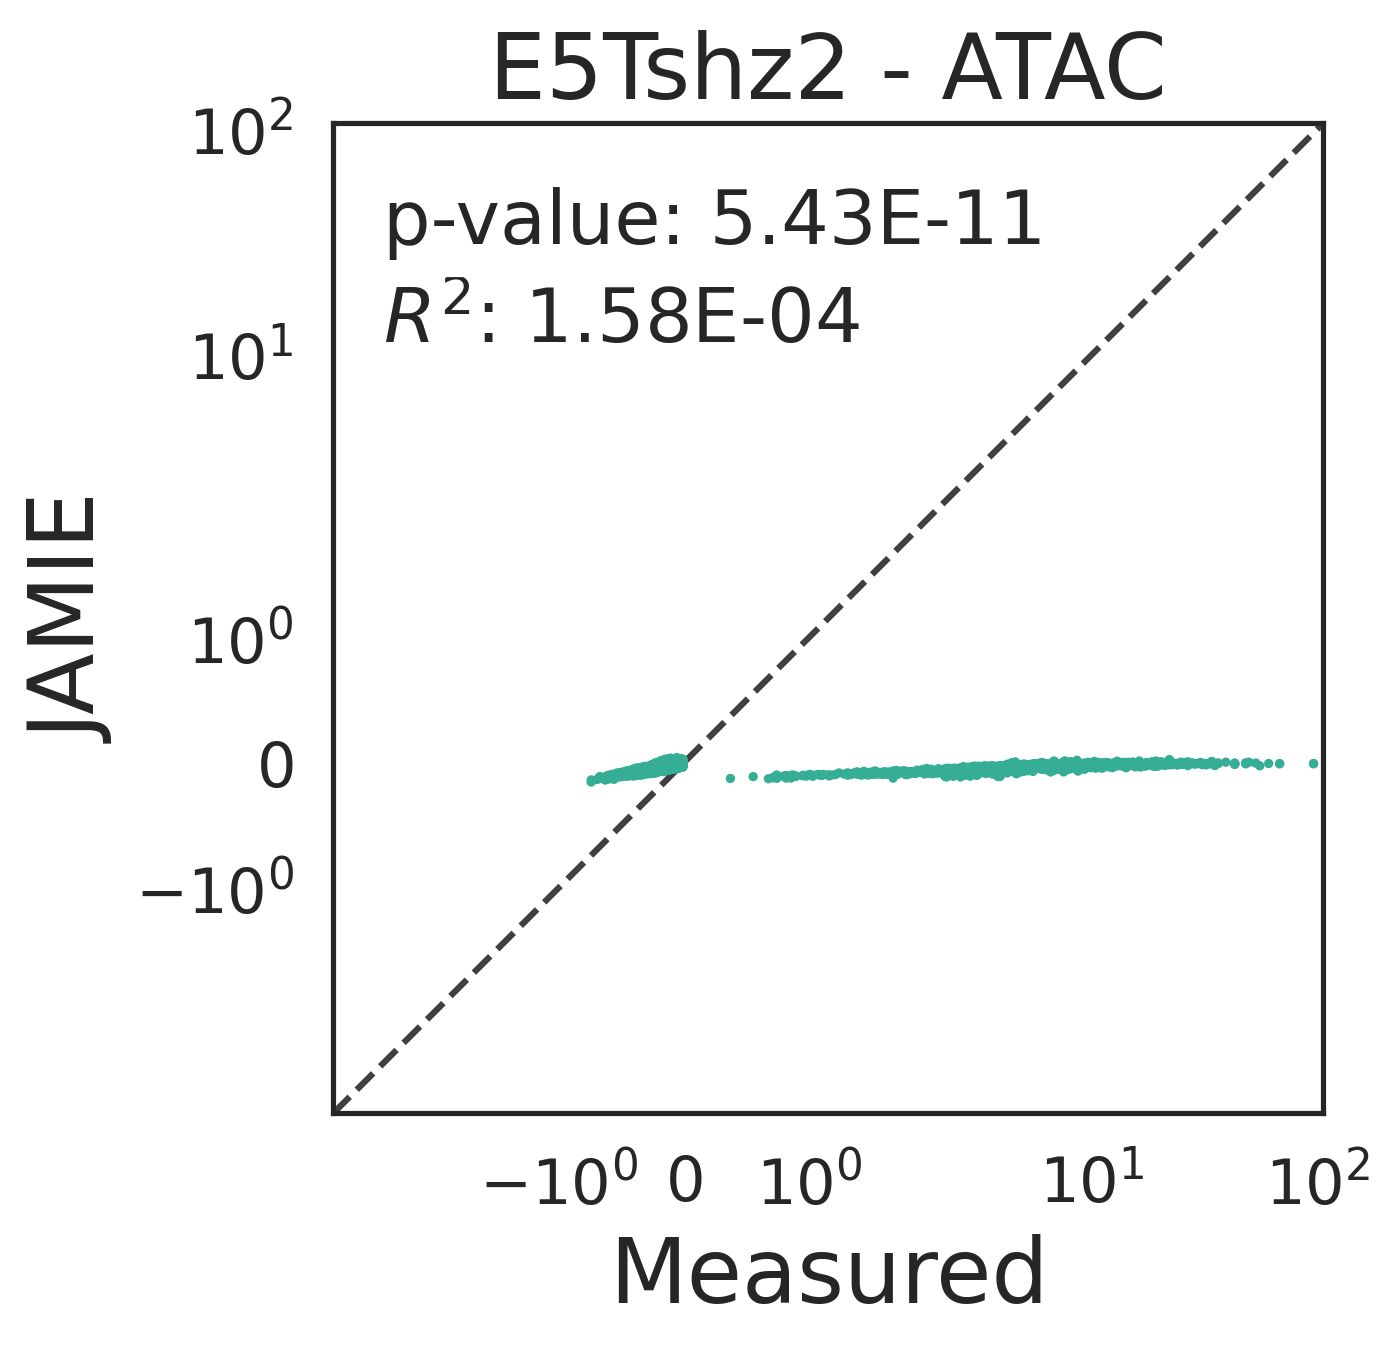 E5Tshz2 - ATAC
10²
p-value: 5.43E-11
R²: 1.58E-04
10¹
JAMIE
10⁰
0
−10⁰
−10⁰ 0 10⁰ 10¹ 10²
Measured